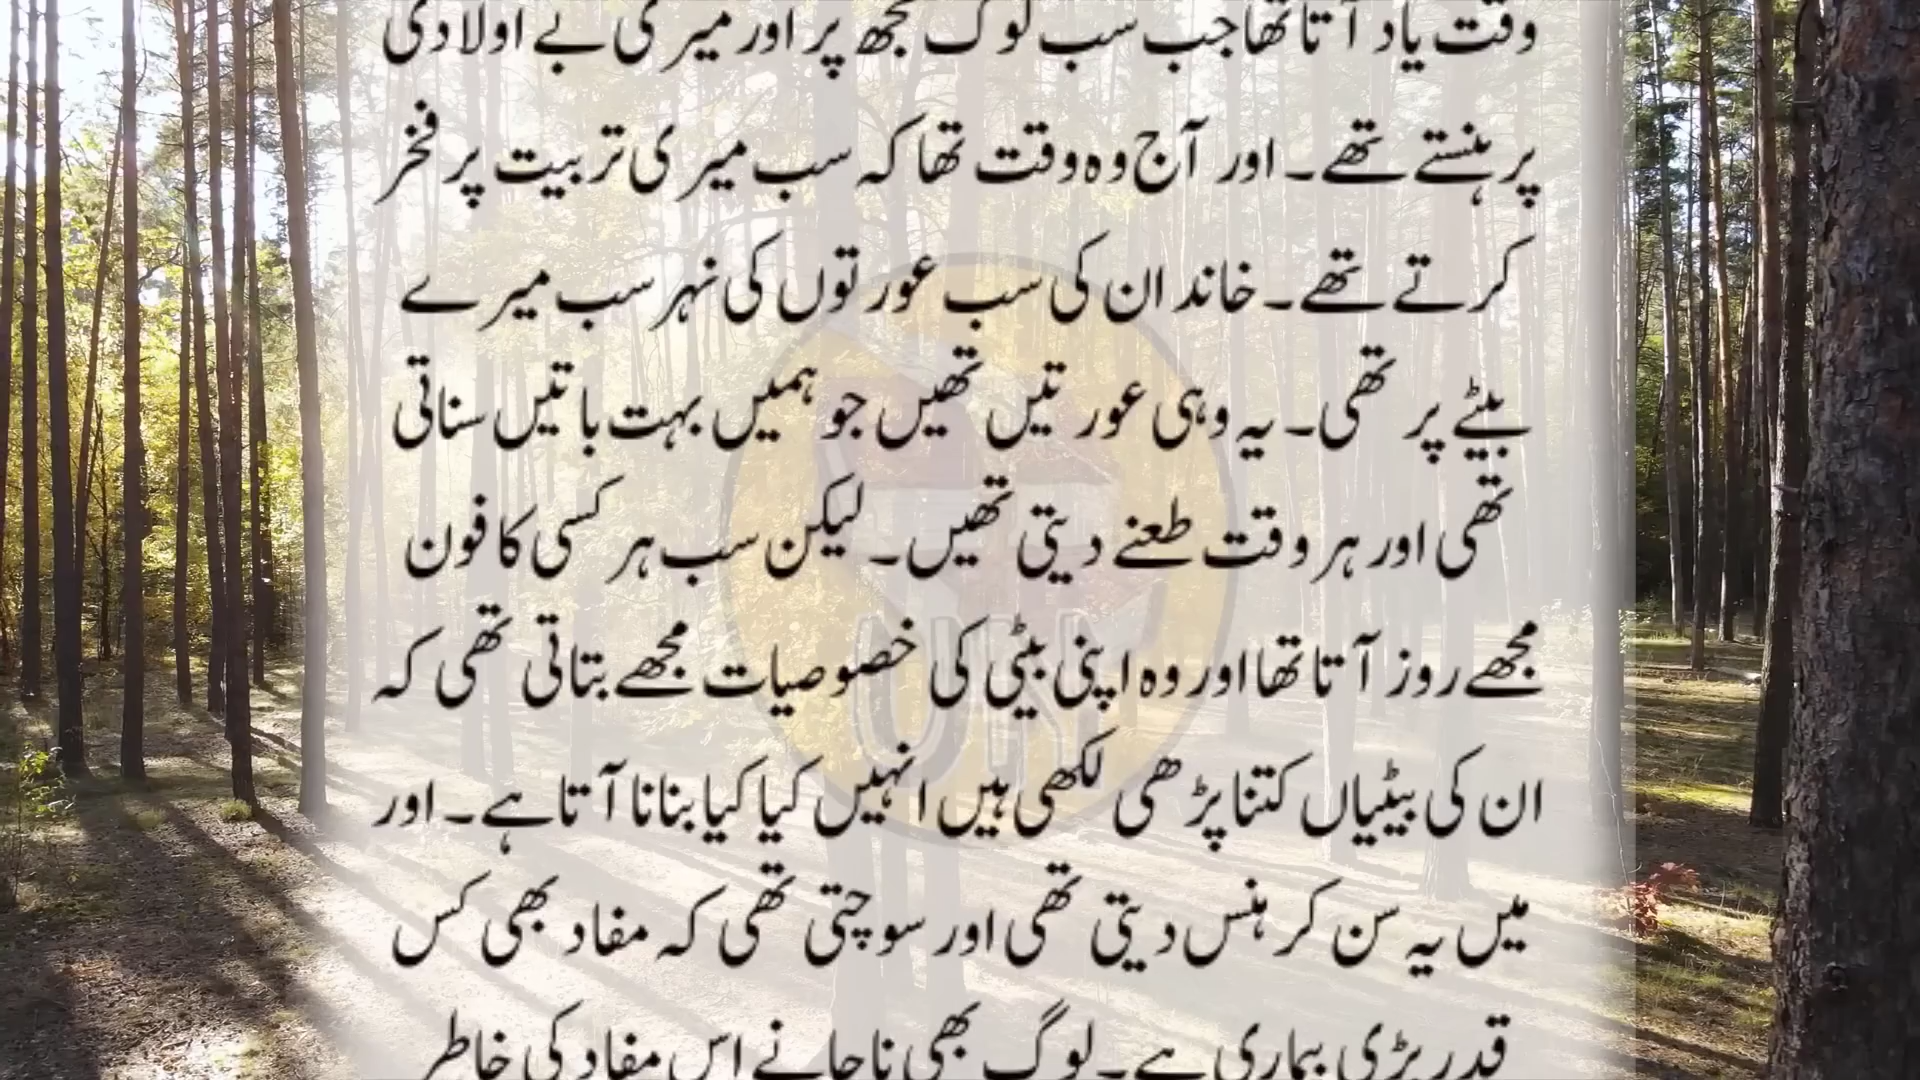 وقت یاد آتا تھا جب سب لوگ مجھ پر اور میری بے اولادی
پر ہنستے تھے۔ اور آج وہ وقت تھا کہ سب میری تربیت پر فخر
کرتے تھے۔ خاندان کی سب عورتوں کی نہر سب میرے
بیٹے پر تھی۔ یہ وہی عورتیں تھیں جو ہمیں بہت باتیں سناتی
تھی اور ہر وقت طعنے دیتی تھیں۔ لیکن سب ہر کسی کا فون
مجھے روز آتا تھا اور وہ اپنی بیٹی کی خصوصیات مجھے بتاتی تھی کہ
ان کی بیٹیاں کتنا پڑھی لکھی ہیں انہیں کیا کیا بنانا آتا ہے۔ اور
میں یہ سن کر ہنس دیتی تھی اور سوچتی تھی کہ مفاد بھی کس
قدر بڑی بیماری ہے۔ لوگ بھی ناجانے اس مفاد کی خاطر
UN